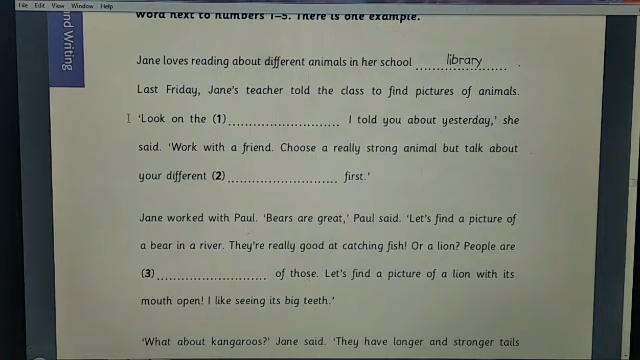 File Edit View Window Help
word next to numbers 1–5. There is one example.
nd Writing
Jane loves reading about different animals in her school library .
Last Friday, Jane's teacher told the class to find pictures of animals.
'Look on the (1)............................ I told you about yesterday,' she
said. 'Work with a friend. Choose a really strong animal but talk about
your different (2)............................ first.'
Jane worked with Paul. 'Bears are great,' Paul said. 'Let's find a picture of
a bear in a river. They're really good at catching fish! Or a lion? People are
(3)............................ of those. Let's find a picture of a lion with its
mouth open! I like seeing its big teeth.'
'What about kangaroos?' Jane said. 'They have longer and stronger tails